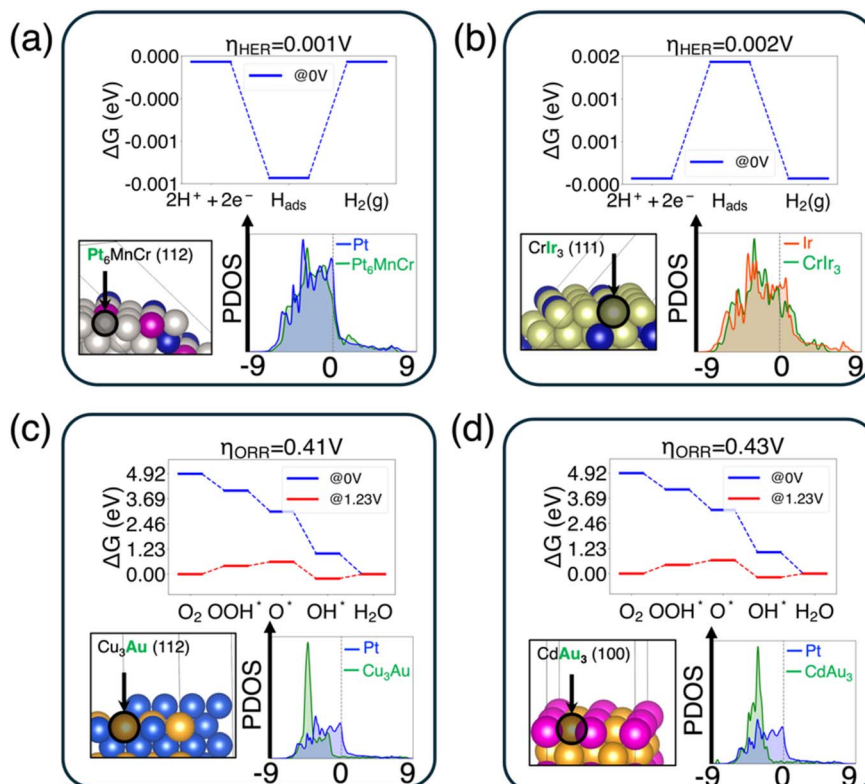 (a)
η_HER=0.001V
0.000
-0.000
-0.001
-0.001
ΔG (eV)
@0V
2H⁺ + 2e⁻ H_ads H₂(g)
Pt₆MnCr (112)
PDOS
Pt
Pt₆MnCr
-9 0 9
(b)
η_HER=0.002V
0.002
0.002
0.001
0.001
-0.000
ΔG (eV)
@0V
2H⁺ + 2e⁻ H_ads H₂(g)
CrIr₃ (111)
PDOS
Ir
CrIr₃
-9 0 9
(c)
η_ORR=0.41V
4.92
3.69
2.46
1.23
0.00
ΔG (eV)
@0V
@1.23V
O₂ OOH* O* OH* H₂O
Cu₃Au (112)
PDOS
Pt
Cu₃Au
-9 0 9
(d)
η_ORR=0.43V
4.92
3.69
2.46
1.23
0.00
ΔG (eV)
@0V
@1.23V
O₂ OOH* O* OH* H₂O
CdAu₃ (100)
PDOS
Pt
CdAu₃
-9 0 9